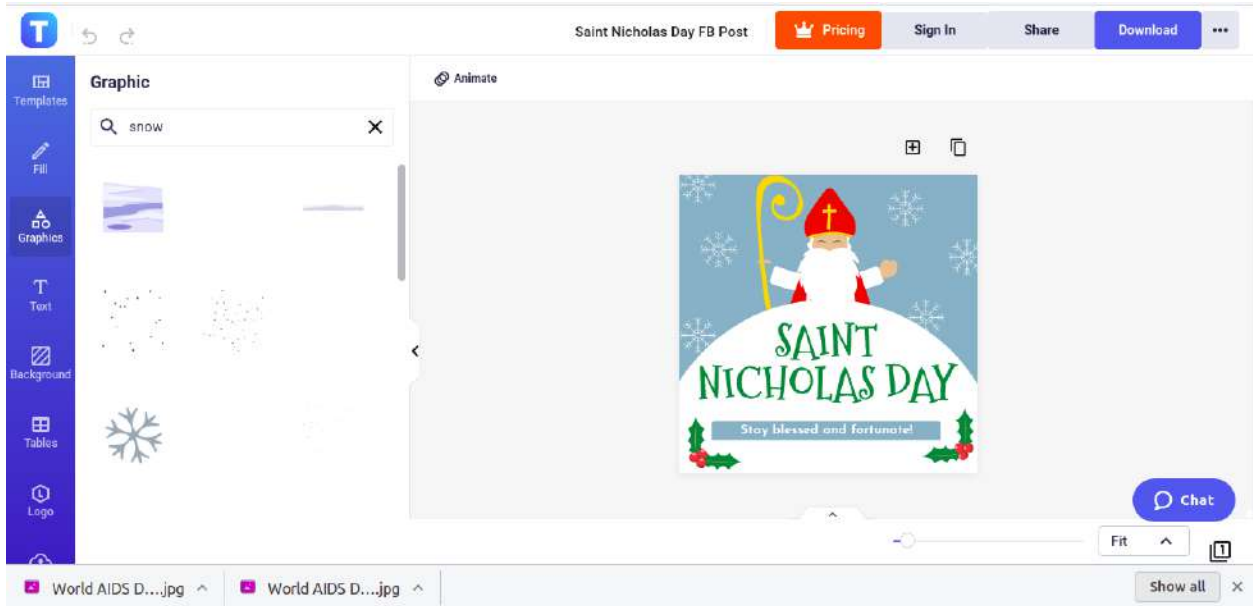 T
Saint Nicholas Day FB Post
Pricing
Sign In
Share
Download
Templates
Fill
Graphics
Text
Background
Tables
Logo
Graphic
snow
Animate
SAINT
NICHOLAS DAY
Stay blessed and fortunate!
Chat
Fit
1
World AIDS D....jpg
World AIDS D....jpg
Show all